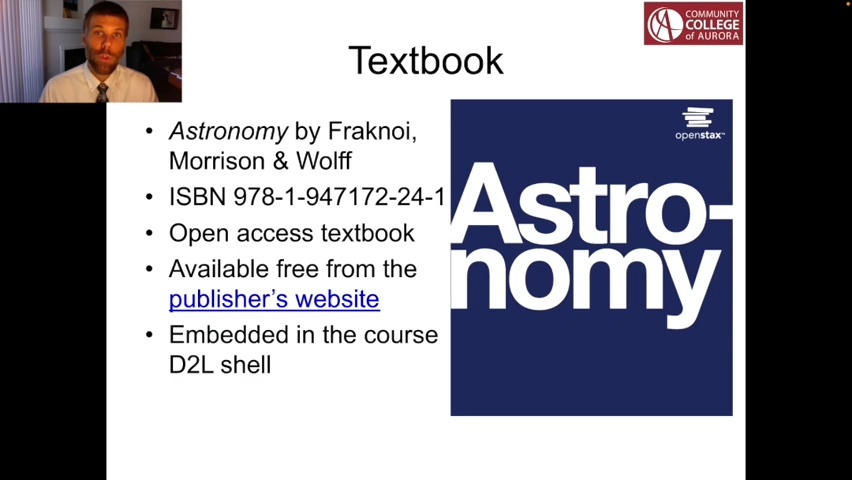 COMMUNITY
COLLEGE
of AURORA
Textbook
• Astronomy by Fraknoi,
Morrison & Wolff
• ISBN 978-1-947172-24-1
• Open access textbook
• Available free from the
publisher’s website
• Embedded in the course
D2L shell
openstax™
Astro-
nomy